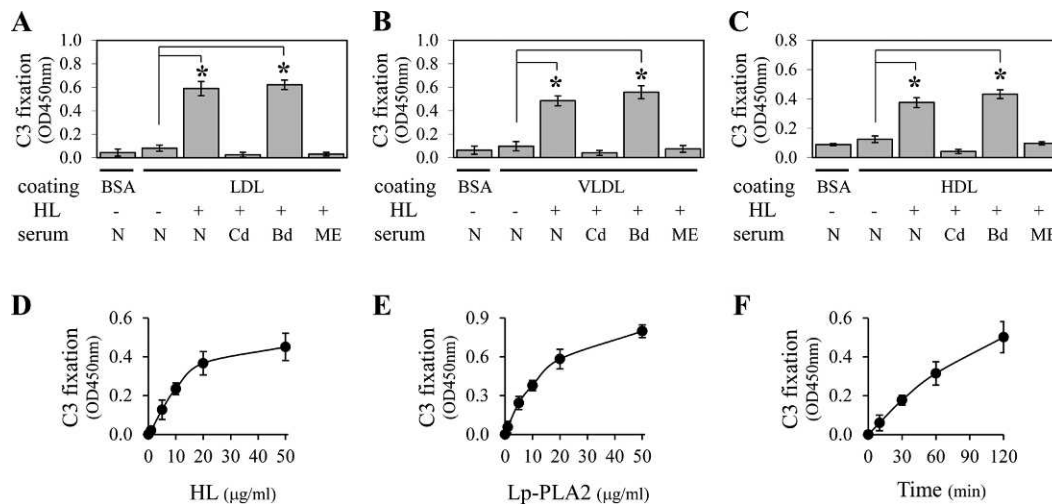 A B C
1.0 1.0 0.8
0.8 0.8 0.6
0.6 0.6 0.4
0.4 0.4 0.2
0.2 0.2 0.0
0.0 0.0
C3 fixation (OD450nm) C3 fixation (OD450nm) C3 fixation (OD450nm)
* * * * * *
coating BSA LDL coating BSA VLDL coating BSA HDL
HL - - + + + + HL - - + + + + HL - - + + + +
serum N N N Cd Bd ME serum N N N Cd Bd ME serum N N N Cd Bd ME
D E F
0.6 0.9 0.6
0.4 0.6 0.4
0.2 0.3 0.2
0.0 0.0 0.0
C3 fixation (OD450nm) C3 fixation (OD450nm) C3 fixation (OD450nm)
0 10 20 30 40 50 0 10 20 30 40 50 0 30 60 90 120
HL (μg/ml) Lp-PLA2 (μg/ml) Time (min)